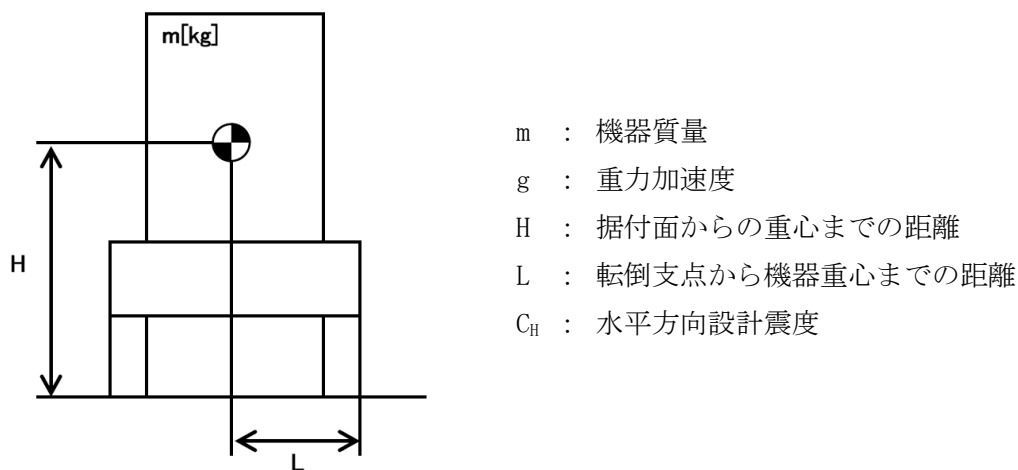 m[kg]
H
L
m : 機器質量
g : 重力加速度
H : 据付面からの重心までの距離
L : 転倒支点から機器重心までの距離
C_H : 水平方向設計震度